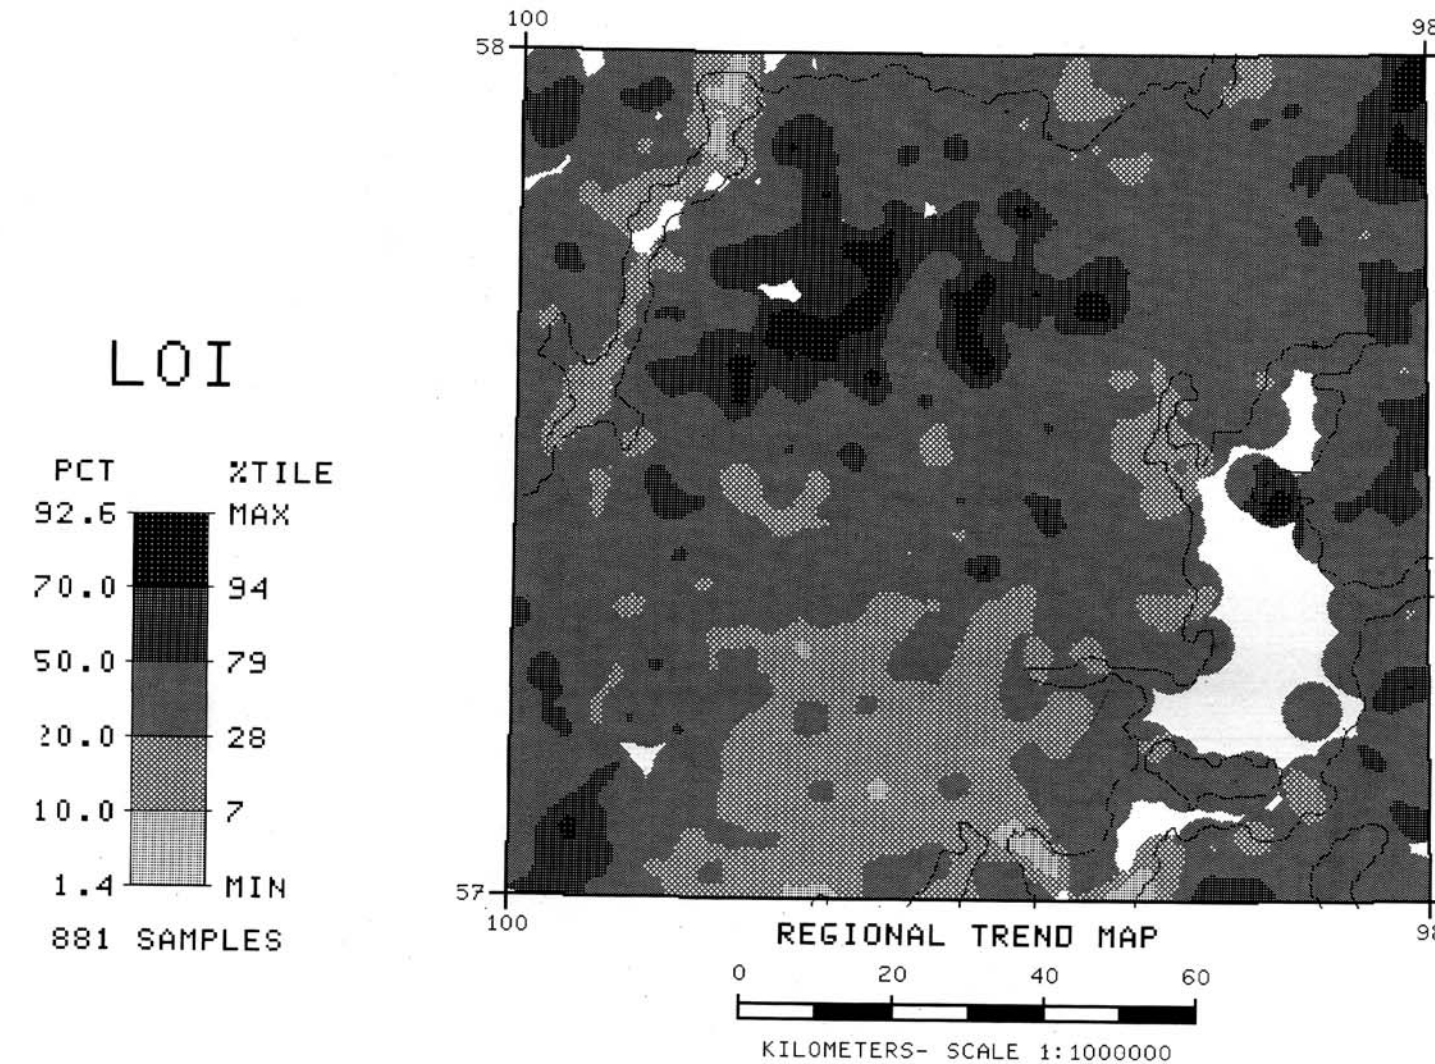 100 98
58
LOI
PCT %TILE
92.6 MAX
70.0 94
50.0 79
20.0 28
10.0 7
1.4 MIN
881 SAMPLES
57
100 98
REGIONAL TREND MAP
0 20 40 60
KILOMETERS- SCALE 1:1000000